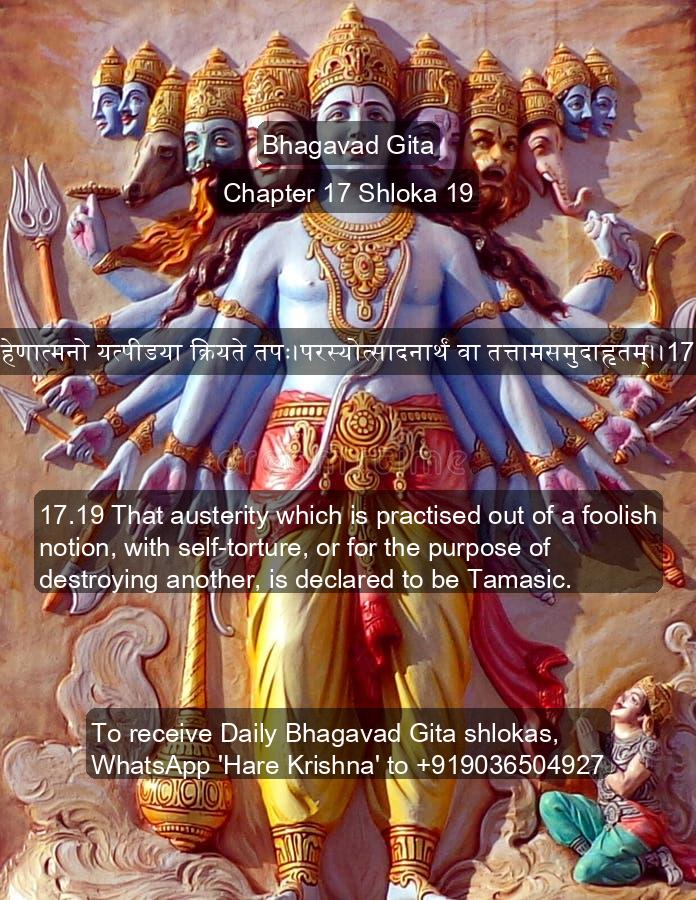 Bhagavad Gita
Chapter 17 Shloka 19
हेणात्मनो यत्पीडया क्रियते तपः।परस्योत्सादनार्थं वा तत्तामसमुदाहृतम्।।17
17.19 That austerity which is practised out of a foolish
notion, with self-torture, or for the purpose of
destroying another, is declared to be Tamasic.
To receive Daily Bhagavad Gita shlokas,
WhatsApp 'Hare Krishna' to +919036504927